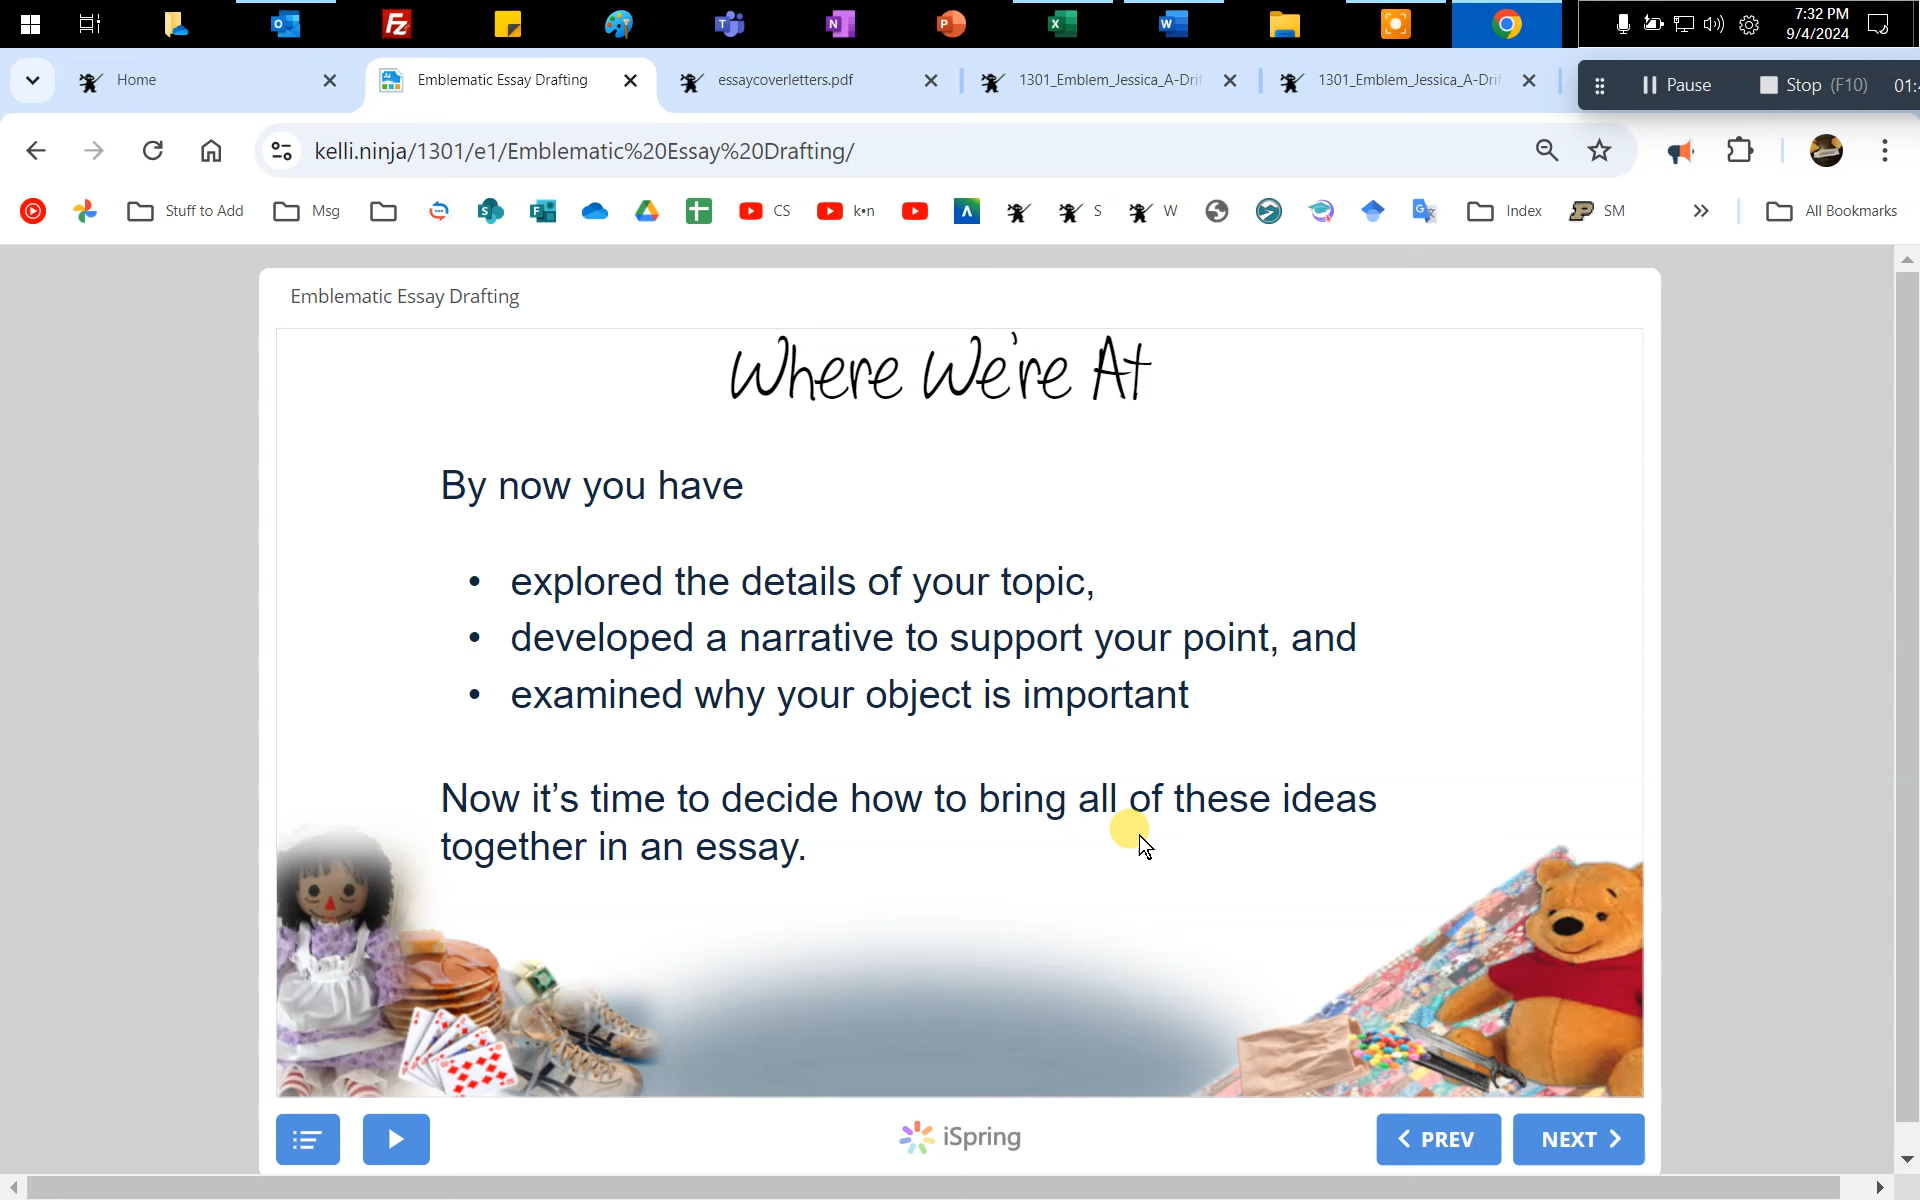 7:32 PM
9/4/2024
Home
Emblematic Essay Drafting
essaycoverletters.pdf
1301_Emblem_Jessica_A-Dri
1301_Emblem_Jessica_A-Drif
Pause
Stop (F10)
01:
kelli.ninja/1301/e1/Emblematic%20Essay%20Drafting/
Stuff to Add
Msg
CS
k•n
S
W
Index
SM
All Bookmarks
Emblematic Essay Drafting
Where We're At
By now you have
• explored the details of your topic,
• developed a narrative to support your point, and
• examined why your object is important
Now it's time to decide how to bring all of these ideas
together in an essay.
iSpring
PREV
NEXT